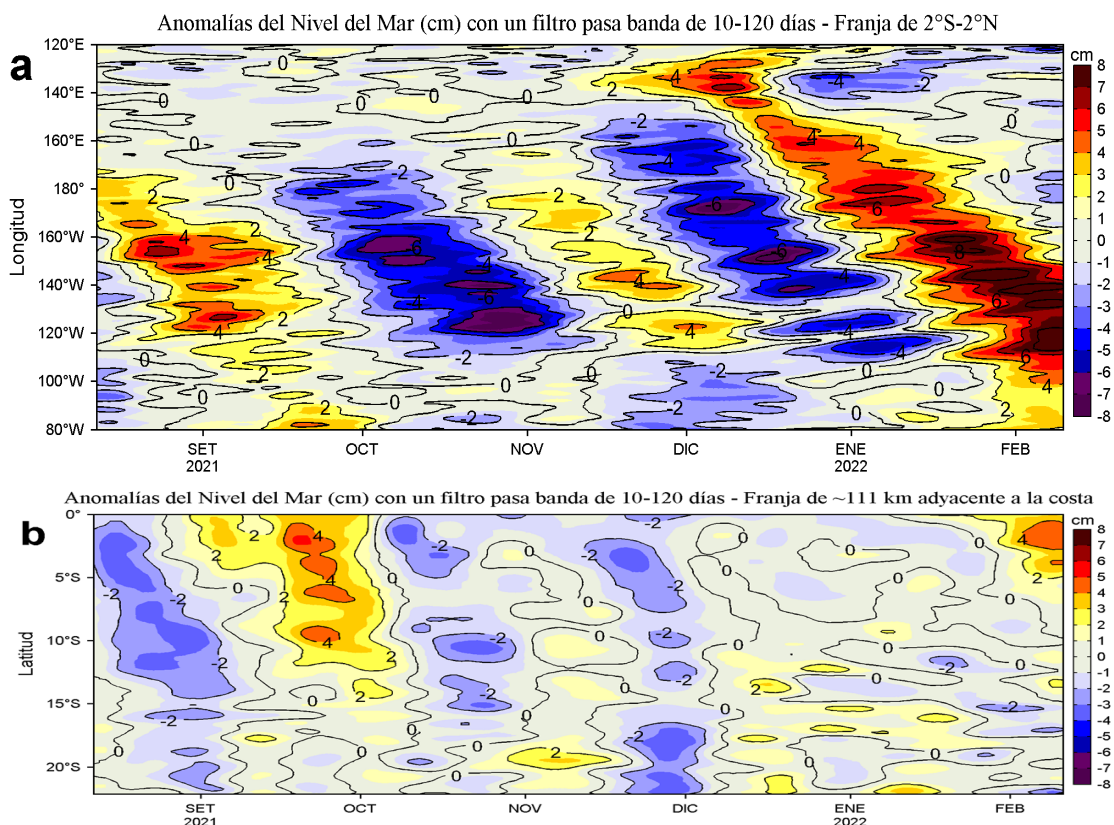 Anomalías del Nivel del Mar (cm) con un filtro pasa banda de 10-120 días - Franja de 2°S-2°N
a
Longitud
120°E
140°E
160°E
180°
160°W
140°W
120°W
100°W
80°W
SET
2021
OCT
NOV
DIC
ENE
2022
FEB
cm
8
7
6
5
4
3
2
1
0
-1
-2
-3
-4
-5
-6
-7
-8
Anomalías del Nivel del Mar (cm) con un filtro pasa banda de 10-120 días - Franja de ~111 km adyacente a la costa
b
Latitud
0°
5°S
10°S
15°S
20°S
SET
2021
OCT
NOV
DIC
ENE
2022
FEB
cm
8
7
6
5
4
3
2
1
0
-1
-2
-3
-4
-5
-6
-7
-8